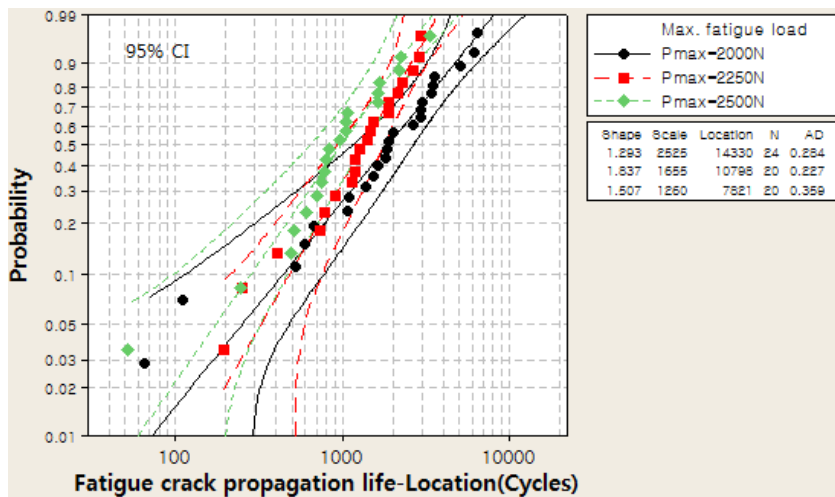 95% CI
Probability
0.99
0.9
0.8
0.7
0.6
0.5
0.4
0.3
0.2
0.1
0.05
0.03
0.02
0.01
100 1000 10000
Fatigue crack propagation life-Location(Cycles)
Max. fatigue load
Pmax-2000N
Pmax-2250N
Pmax-2500N
Shape Scale Location N AD
1.293 2525 14330 24 0.284
1.837 1655 10798 20 0.227
1.507 1260 7821 20 0.359